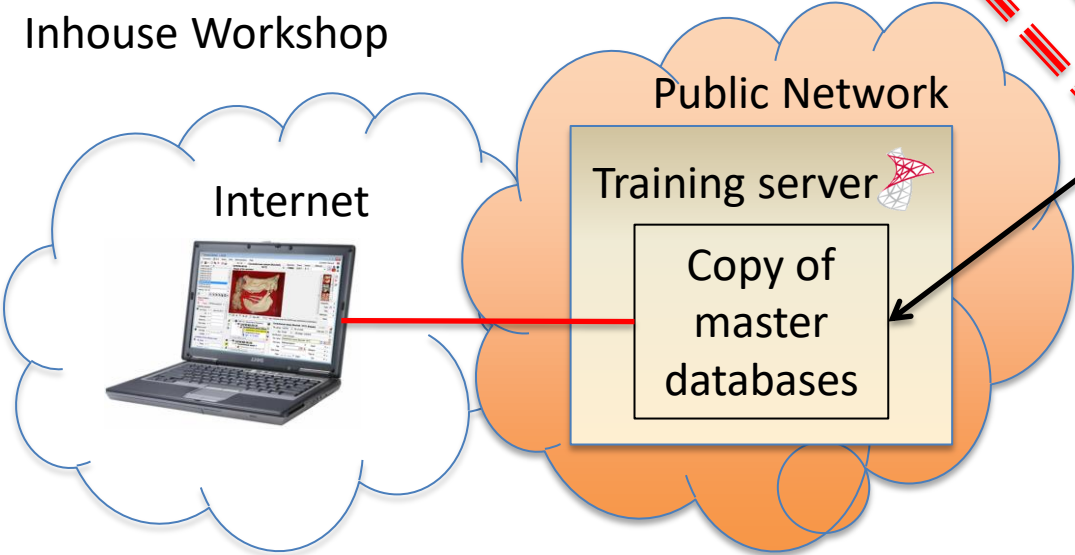 Inhouse Workshop
Public Network
Internet
Training server
Copy of
master
databases